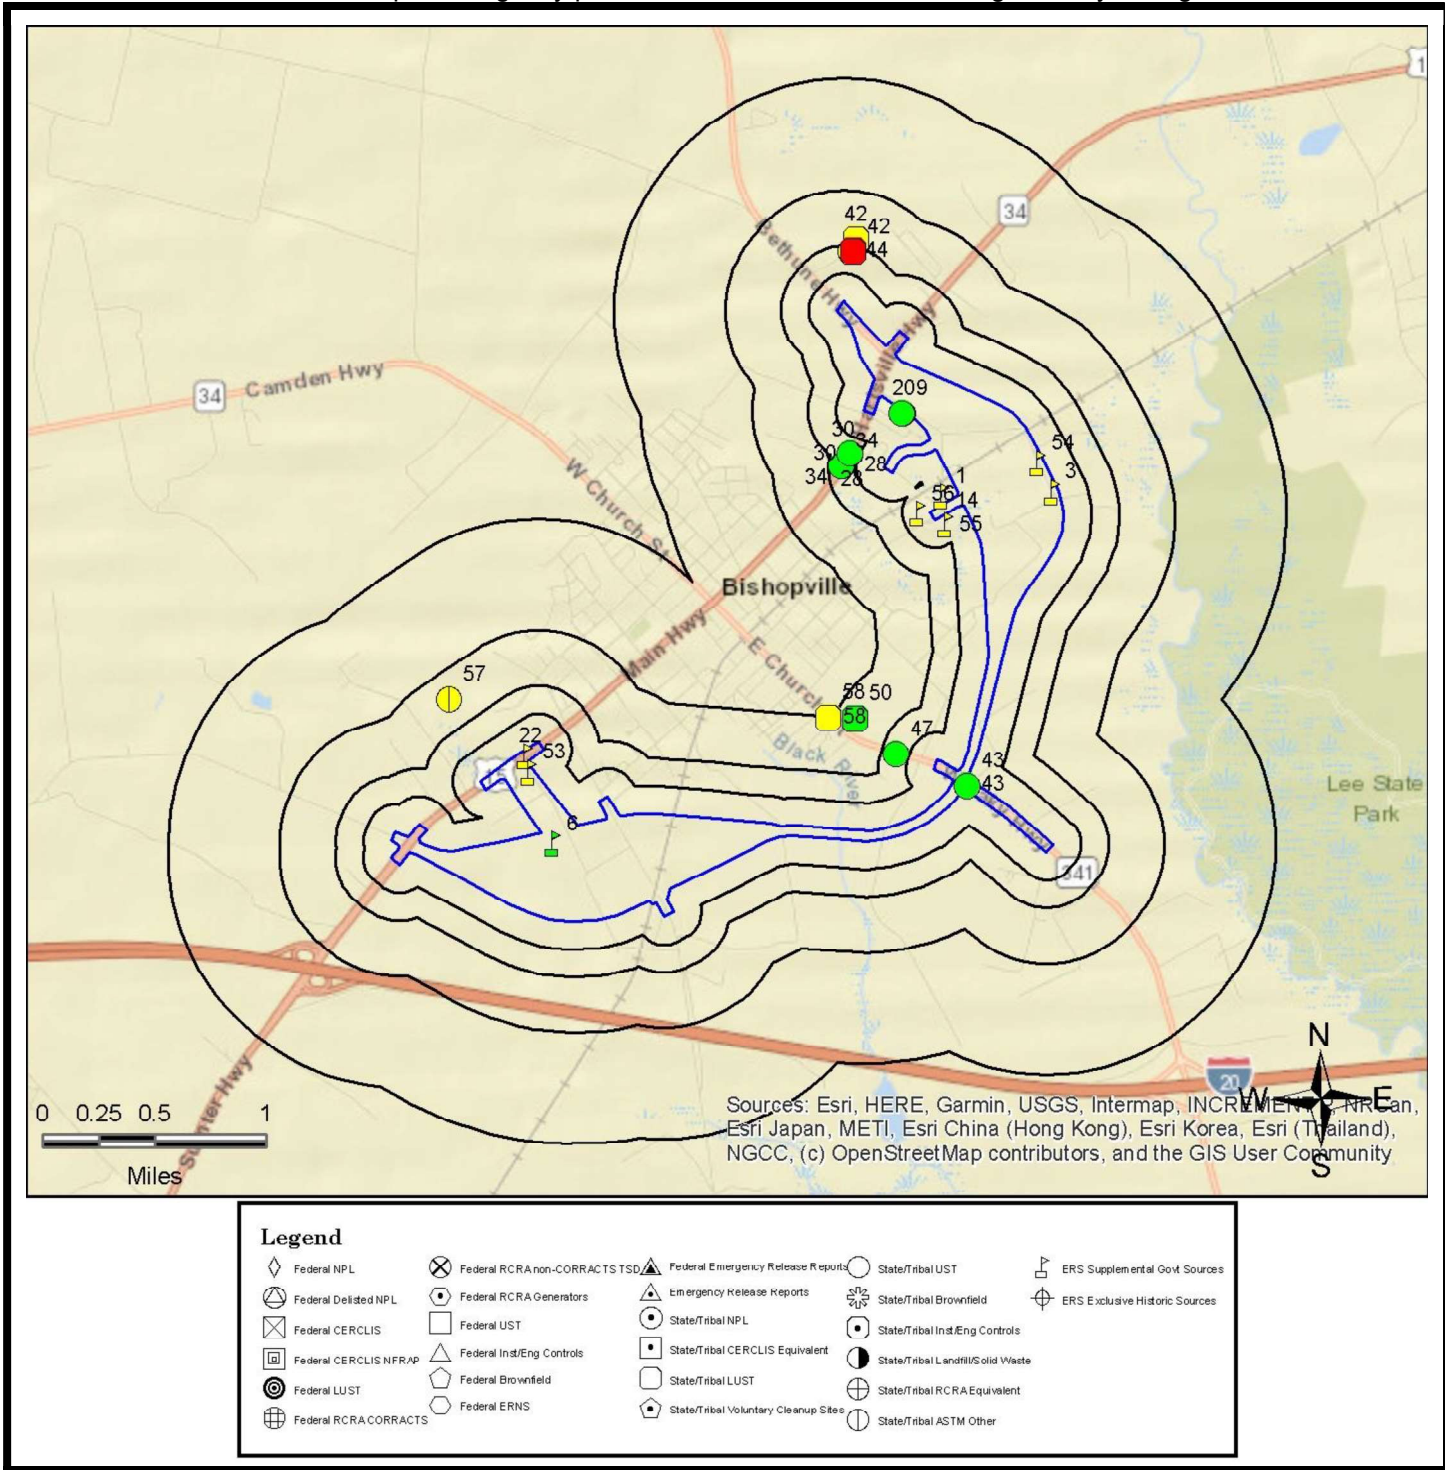 1
34
42
42
44
Bethune Hwy
Hartsville Hwy
34
Camden Hwy
209
30
34
30
28
34
28
54
3
1
56
14
55
W Church St
Bishopville
Main Hwy
E Church
57
58
50
58
22
53
15
47
Black River
43
43
6
Lee State
Park
341
20
Sumter Hwy
0 0.25 0.5 1
Miles
N
W E
S
Sources: Esri, HERE, Garmin, USGS, Intermap, INCREMENT NRCan,
Esri Japan, METI, Esri China (Hong Kong), Esri Korea, Esri (Thailand),
NGCC, (c) OpenStreetMap contributors, and the GIS User Community
Legend
Federal NPL
Federal Delisted NPL
Federal CERCLIS
Federal CERCLIS NFRAP
Federal LUST
Federal RCRA CORRACTS
Federal RCRA non-CORRACTS TSD
Federal RCRA Generators
Federal UST
Federal Inst/Eng Controls
Federal Brownfield
Federal ERNS
Federal Emergency Release Reports
Emergency Release Reports
State/Tribal NPL
State/Tribal CERCLIS Equivalent
State/Tribal LUST
State/Tribal Voluntary Cleanup Sites
State/Tribal UST
State/Tribal Brownfield
State/Tribal Inst/Eng Controls
State/Tribal Landfill/Solid Waste
State/Tribal RCRA Equivalent
State/Tribal ASTM Other
ERS Supplemental Govt Sources
ERS Exclusive Historic Sources